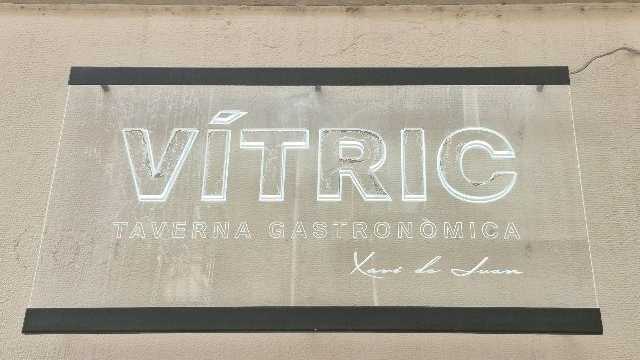 VÍTRIC
TAVERNA GASTRONÒMICA
Xavi de Juan